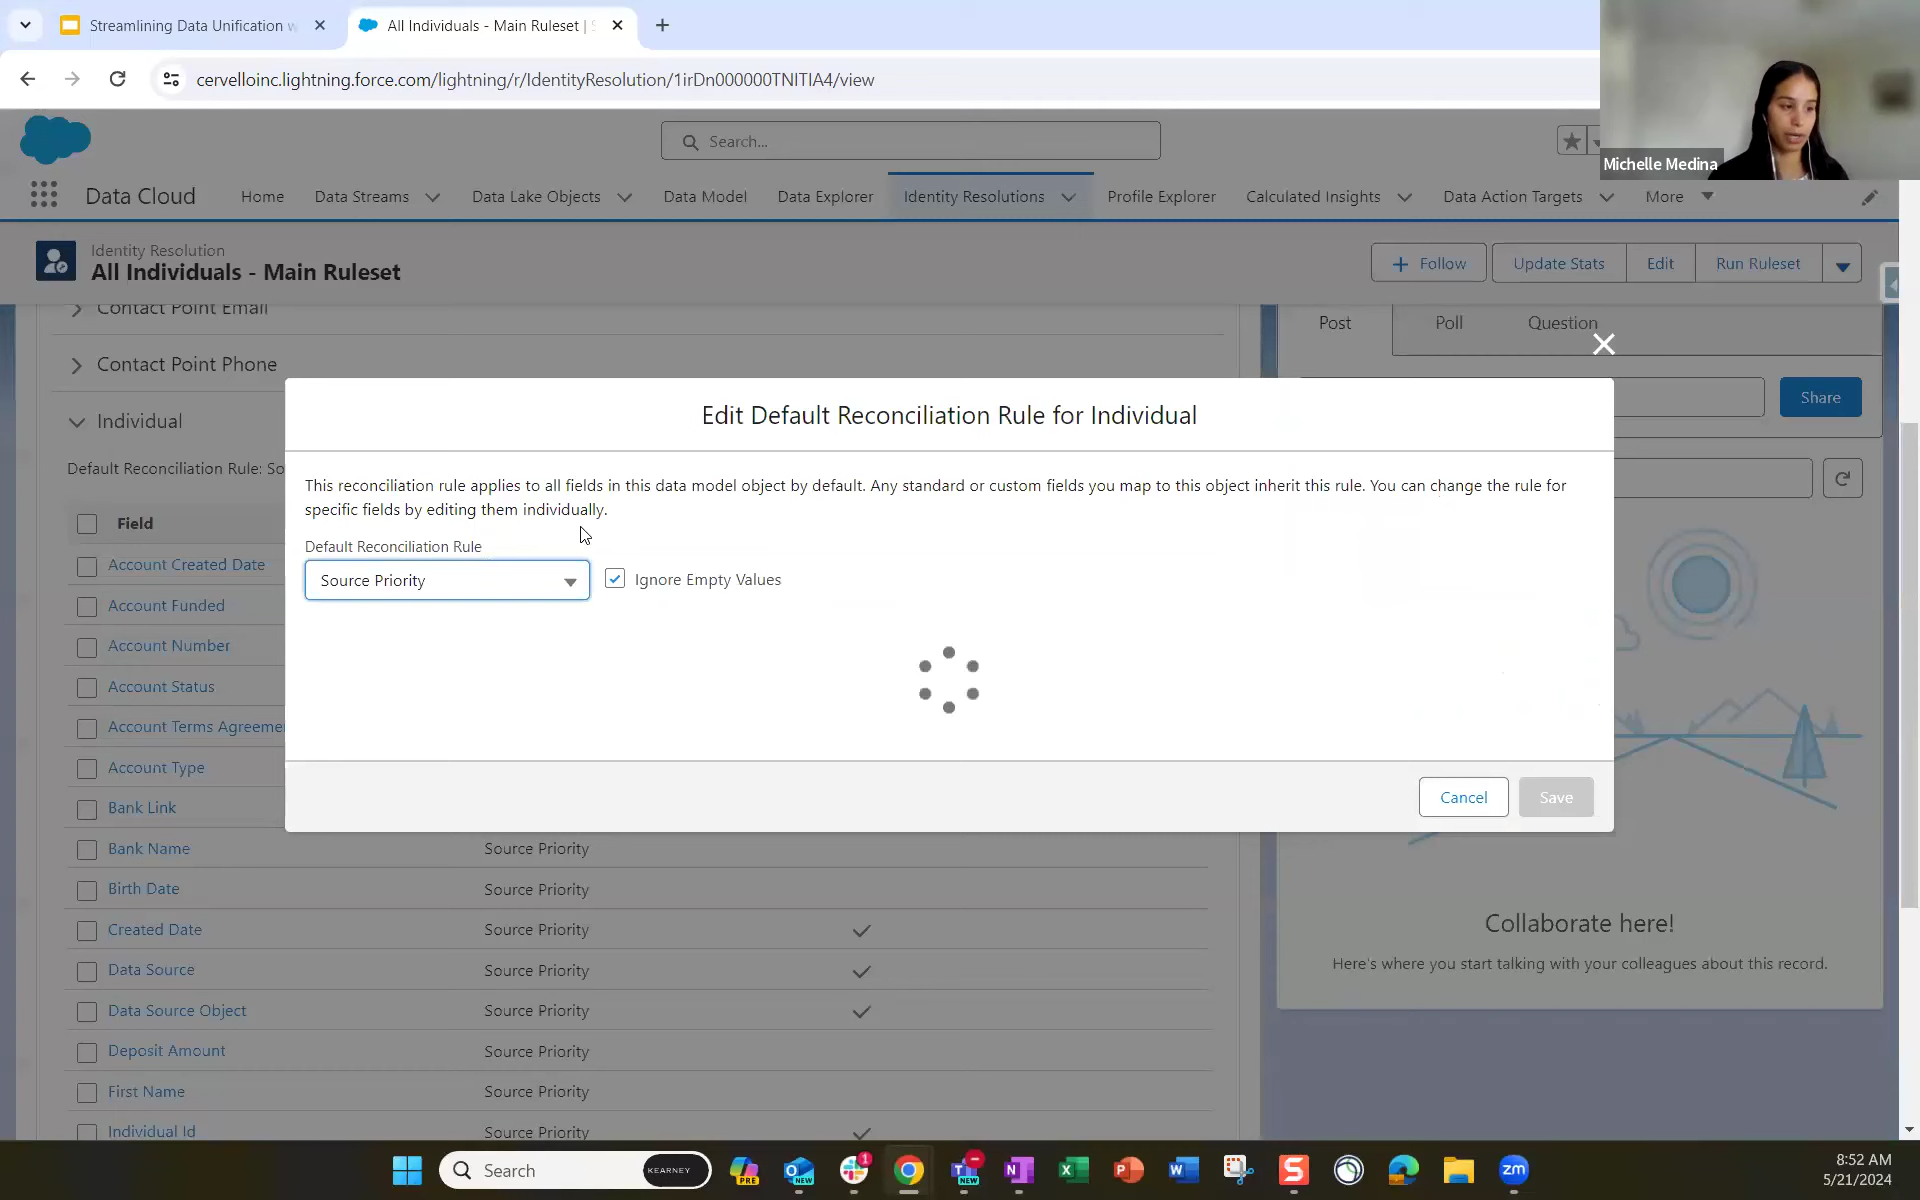 Streamlining Data Unification w
All Individuals - Main Ruleset | S
cervelloinc.lightning.force.com/lightning/r/IdentityResolution/1irDn000000TNITIA4/view
Michelle Medina
Search...
Data Cloud
Home
Data Streams
Data Lake Objects
Data Model
Data Explorer
Identity Resolutions
Profile Explorer
Calculated Insights
Data Action Targets
More
Identity Resolution
All Individuals - Main Ruleset
Follow
Update Stats
Edit
Run Ruleset
Contact Point Email
Post
Poll
Question
Contact Point Phone
Share
Edit Default Reconciliation Rule for Individual
Individual
Default Reconciliation Rule: So
This reconciliation rule applies to all fields in this data model object by default. Any standard or custom fields you map to this object inherit this rule. You can change the rule for
specific fields by editing them individually.
Default Reconciliation Rule
Source Priority
Ignore Empty Values
Field
Account Created Date
Account Funded
Account Number
Account Status
Account Terms Agreemen
Account Type
Bank Link
Cancel
Save
Bank Name Source Priority
Birth Date Source Priority
Created Date Source Priority
Data Source Source Priority
Data Source Object Source Priority
Deposit Amount Source Priority
First Name Source Priority
Individual Id Source Priority
Collaborate here!
Here's where you start talking with your colleagues about this record.
Search
KEARNEY
PRE
NEW
1
NEW
zm
8:52 AM
5/21/2024